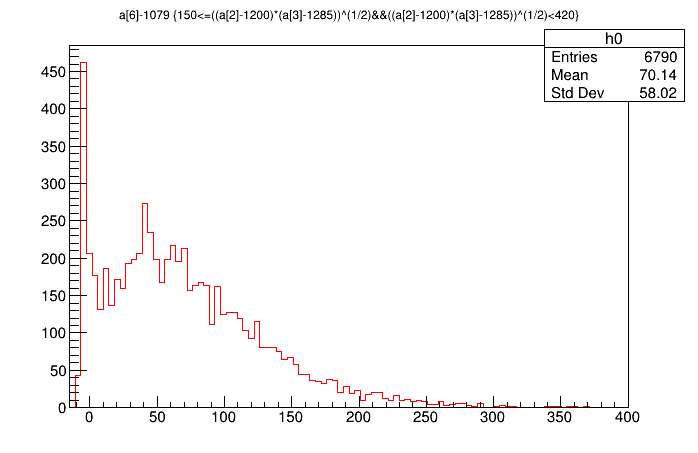 a[6]-1079 {150<=((a[2]-1200)*(a[3]-1285))^(1/2)&&((a[2]-1200)*(a[3]-1285))^(1/2)<420}
h0
Entries 6790
Mean 70.14
Std Dev 58.02
450
400
350
300
250
200
150
100
50
0
0 50 100 150 200 250 300 350 400